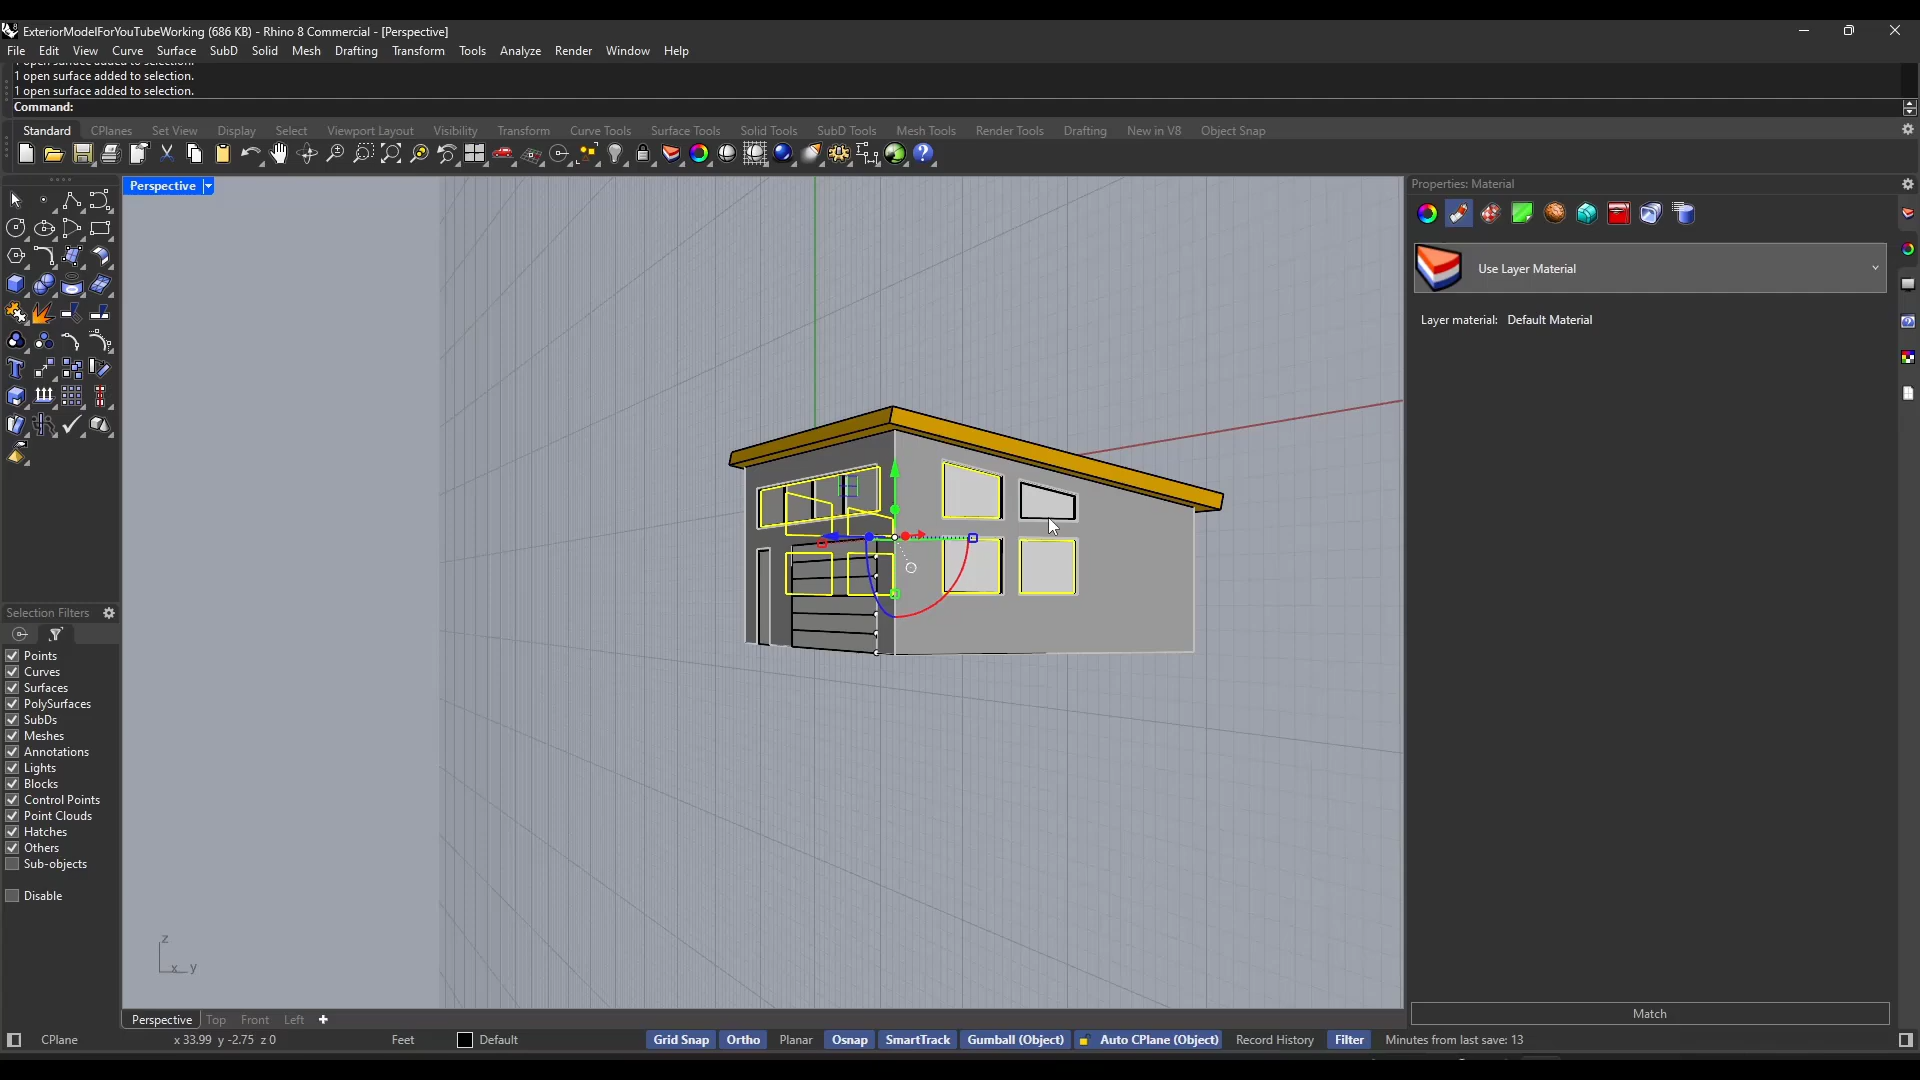 ExteriorModelForYouTubeWorking (686 KB) - Rhino 8 Commercial - [Perspective]
File Edit View Curve Surface SubD Solid Mesh Drafting Transform Tools Analyze Render Window Help
1 open surface added to selection.
1 open surface added to selection.
1 open surface added to selection.
Command:
Standard CPlanes Set View Display Select Viewport Layout Visibility Transform Curve Tools Surface Tools Solid Tools SubD Tools Mesh Tools Render Tools Drafting New in V8 Object Snap
Perspective
Properties: Material
Use Layer Material
Layer material: Default Material
Selection Filters
Points
Curves
Surfaces
PolySurfaces
SubDs
Meshes
Annotations
Lights
Blocks
Control Points
Point Clouds
Hatches
Others
Sub-objects
Disable
z
x y
Match
Perspective Top Front Left
CPlane x 33.99 y -2.75 z 0 Feet Default Grid Snap Ortho Planar Osnap SmartTrack Gumball (Object) Auto CPlane (Object) Record History Filter Minutes from last save: 13